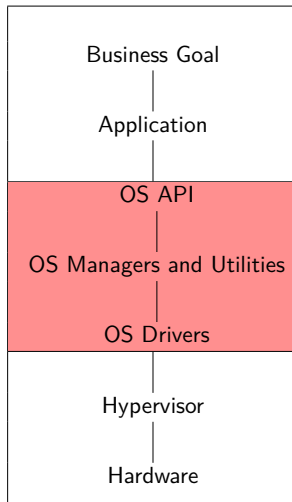 Business Goal
Application
OS API
OS Managers and Utilities
OS Drivers
Hypervisor
Hardware